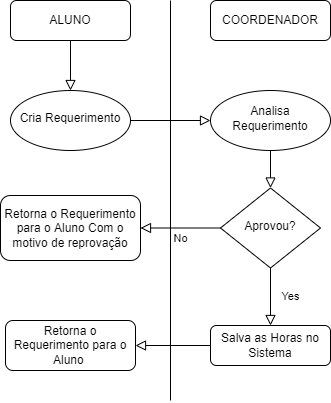 ALUNO
COORDENADOR
Cria Requerimento
Analisa
Requerimento
Retorna o Requerimento
para o Aluno Com o
motivo de reprovação
Aprovou?
No
Yes
Retorna o
Requerimento para o
Aluno
Salva as Horas no
Sistema